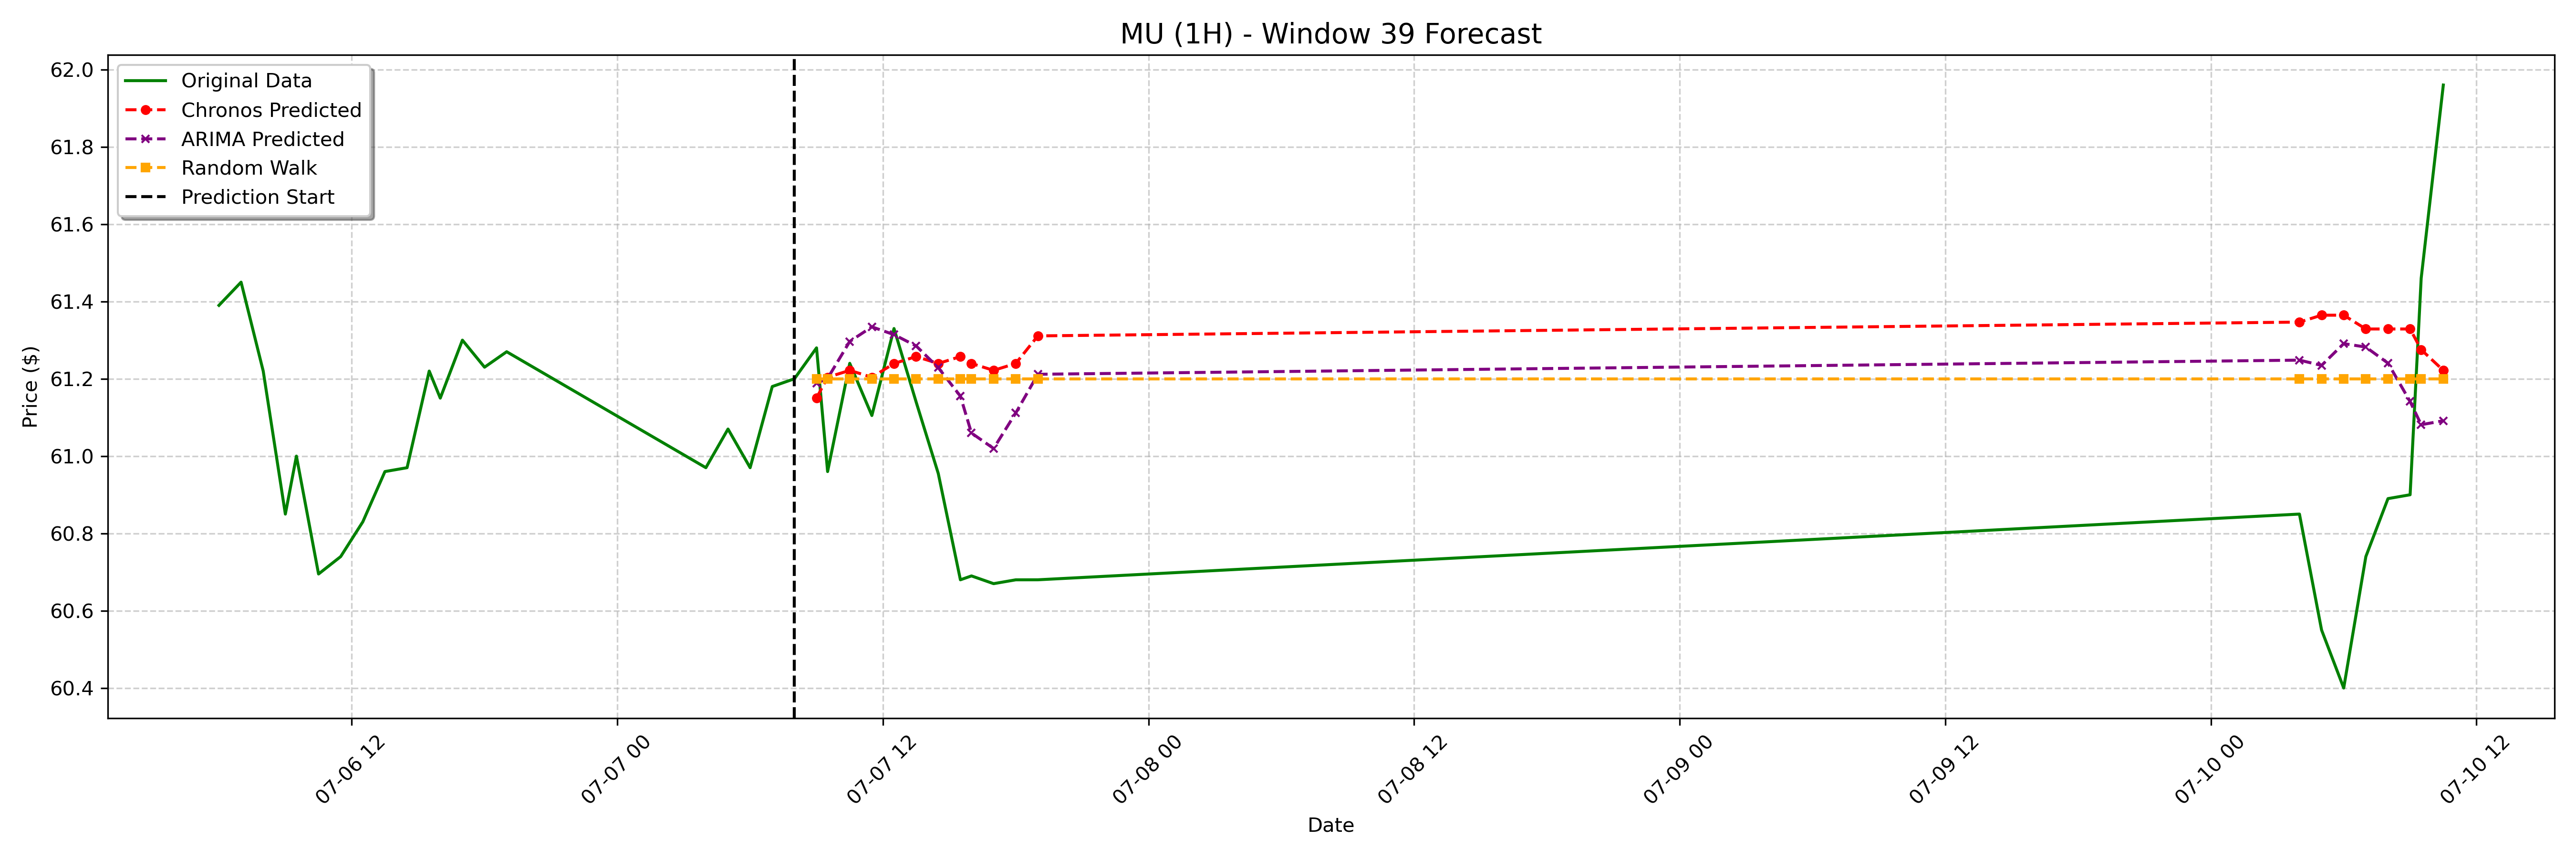 MU (1H) - Window 39 Forecast
Original Data
Chronos Predicted
ARIMA Predicted
Random Walk
Prediction Start
Price ($)
62.0
61.8
61.6
61.4
61.2
61.0
60.8
60.6
60.4
07-06 12
07-07 00
07-07 12
07-08 00
07-08 12
07-09 00
07-09 12
07-10 00
07-10 12
Date